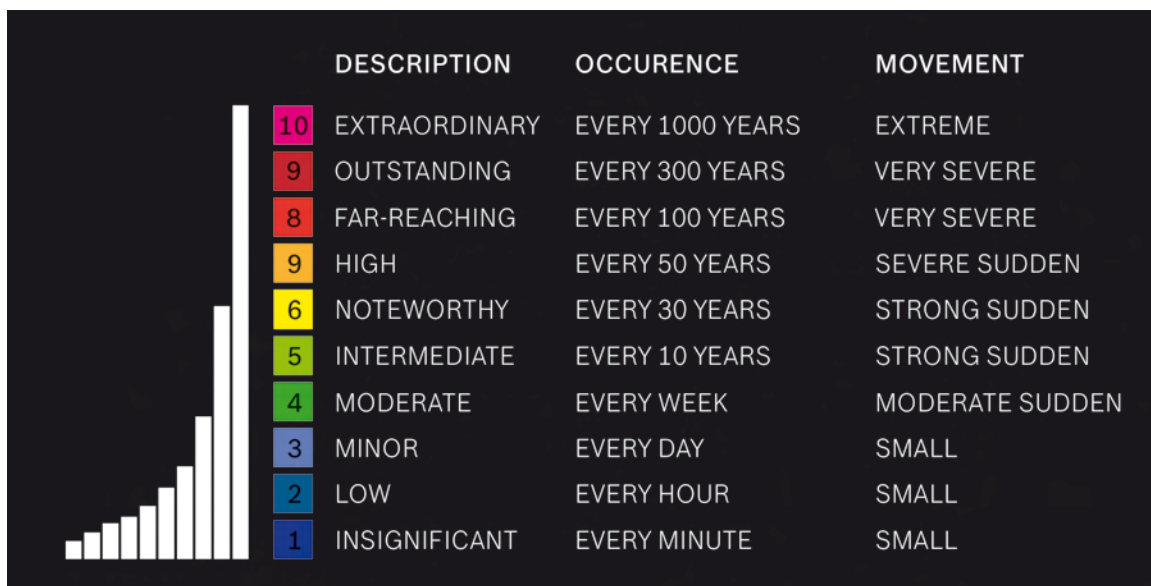 DESCRIPTION OCCURENCE MOVEMENT
10 EXTRAORDINARY EVERY 1000 YEARS EXTREME
9 OUTSTANDING EVERY 300 YEARS VERY SEVERE
8 FAR-REACHING EVERY 100 YEARS VERY SEVERE
9 HIGH EVERY 50 YEARS SEVERE SUDDEN
6 NOTEWORTHY EVERY 30 YEARS STRONG SUDDEN
5 INTERMEDIATE EVERY 10 YEARS STRONG SUDDEN
4 MODERATE EVERY WEEK MODERATE SUDDEN
3 MINOR EVERY DAY SMALL
2 LOW EVERY HOUR SMALL
1 INSIGNIFICANT EVERY MINUTE SMALL